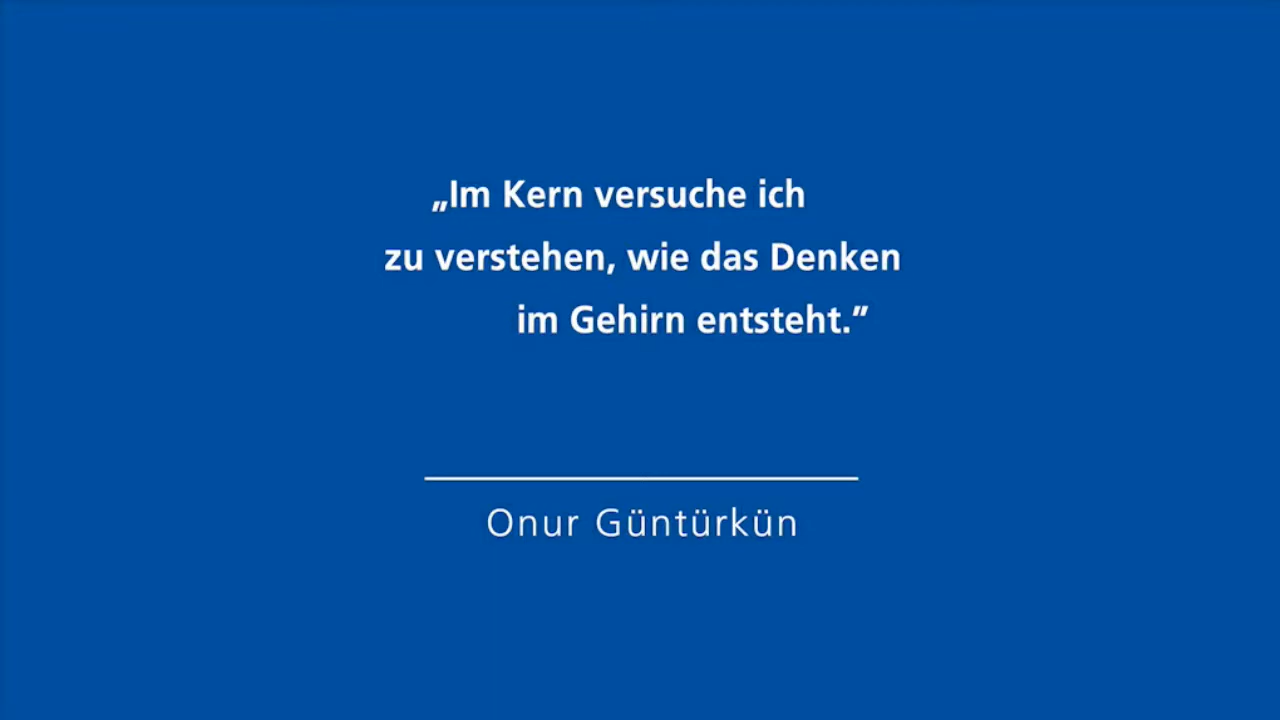 „Im Kern versuche ich
zu verstehen, wie das Denken
im Gehirn entsteht.”
Onur Güntürkün